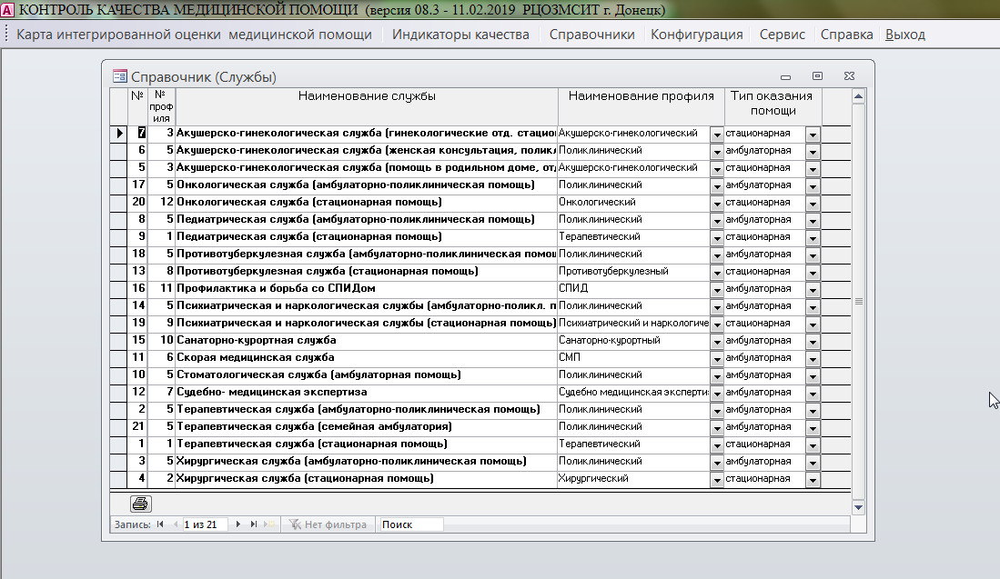 КОНТРОЛЬ КАЧЕСТВА МЕДИЦИНСКОЙ ПОМОЩИ (версия 08.3 - 11.02.2019 РЦОЗМСИТ г. Донецк)
Карта интегрированной оценки медицинской помощи Индикаторы качества Справочники Конфигурация Сервис Справка Выход
Справочник (Службы)
№ № профиля Наименование службы Наименование профиля Тип оказания помощи
7 3 Акушерско-гинекологическая служба (гинекологические отд. стацион Акушерско-гинекологический стационарная
6 5 Акушерско-гинекологическая служба (женская консультация, поликл Поликлинический амбулаторная
5 3 Акушерско-гинекологическая служба (помощь в родильном доме, отд Акушерско-гинекологический стационарная
17 5 Онкологическая служба (амбулаторно-поликлиническая помощь) Поликлинический амбулаторная
20 12 Онкологическая служба (стационарная помощь) Онкологический стационарная
8 5 Педиатрическая служба (амбулаторно-поликлиническая помощь) Поликлинический амбулаторная
9 1 Педиатрическая служба (стационарная помощь) Терапевтический стационарная
18 5 Противотуберкулезная служба (амбулаторно-поликлиническая помощ Поликлинический амбулаторная
13 8 Противотуберкулезная служба (стационарная помощь) Противотуберкулезный стационарная
16 11 Профилактика и борьба со СПИДом СПИД амбулаторная
14 5 Психиатрическая и наркологическая службы (амбулаторно-поликл. п Поликлинический амбулаторная
19 9 Психиатрическая и наркологическая службы (стационарная помощь) Психиатрический и наркологиче стационарная
15 10 Санаторно-курортная служба Санаторно-курортный амбулаторная
11 6 Скорая медицинская служба СМП амбулаторная
10 5 Стоматологическая служба (амбулаторная помощь) Поликлинический амбулаторная
12 7 Судебно- медицинская экспертиза Судебно медицинская эксперти: амбулаторная
2 5 Терапевтическая служба (амбулаторно-поликлиническая помощь) Поликлинический амбулаторная
21 5 Терапевтическая служба (семейная амбулатория) Поликлинический амбулаторная
1 1 Терапевтическая служба (стационарная помощь) Терапевтический стационарная
3 5 Хирургическая служба (амбулаторно-поликлиническая помощь) Поликлинический амбулаторная
4 2 Хирургическая служба (стационарная помощь) Хирургический стационарная
Запись: 1 из 21 Нет фильтра Поиск